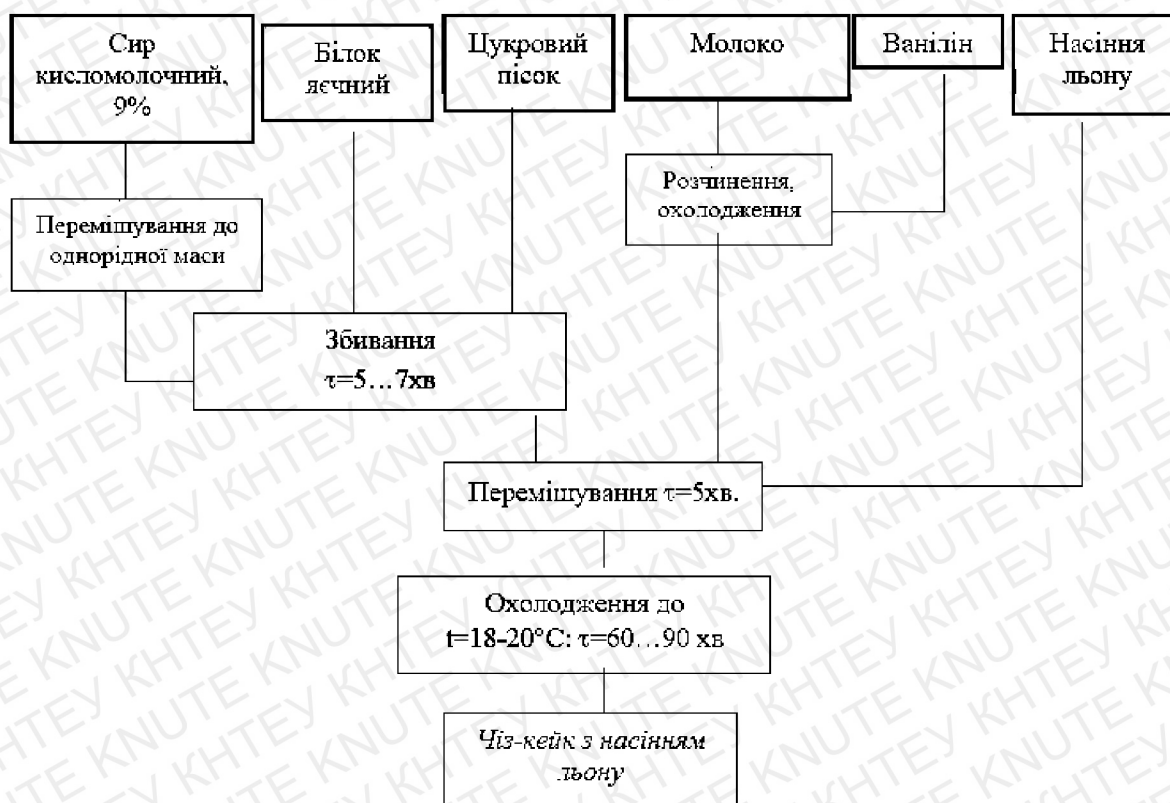 Сир
кисломолочний,
9%
Білок
яєчний
Цукровий
пісок
Молоко
Ванілін
Насіння
льону
Розчинення,
охолодження
Перемішування до
однорідної маси
Збивання
τ=5…7хв
Перемішування τ=5хв.
Охолодження до
t=18-20°С: τ=60…90 хв
Чіз-кейк з насінням
льону